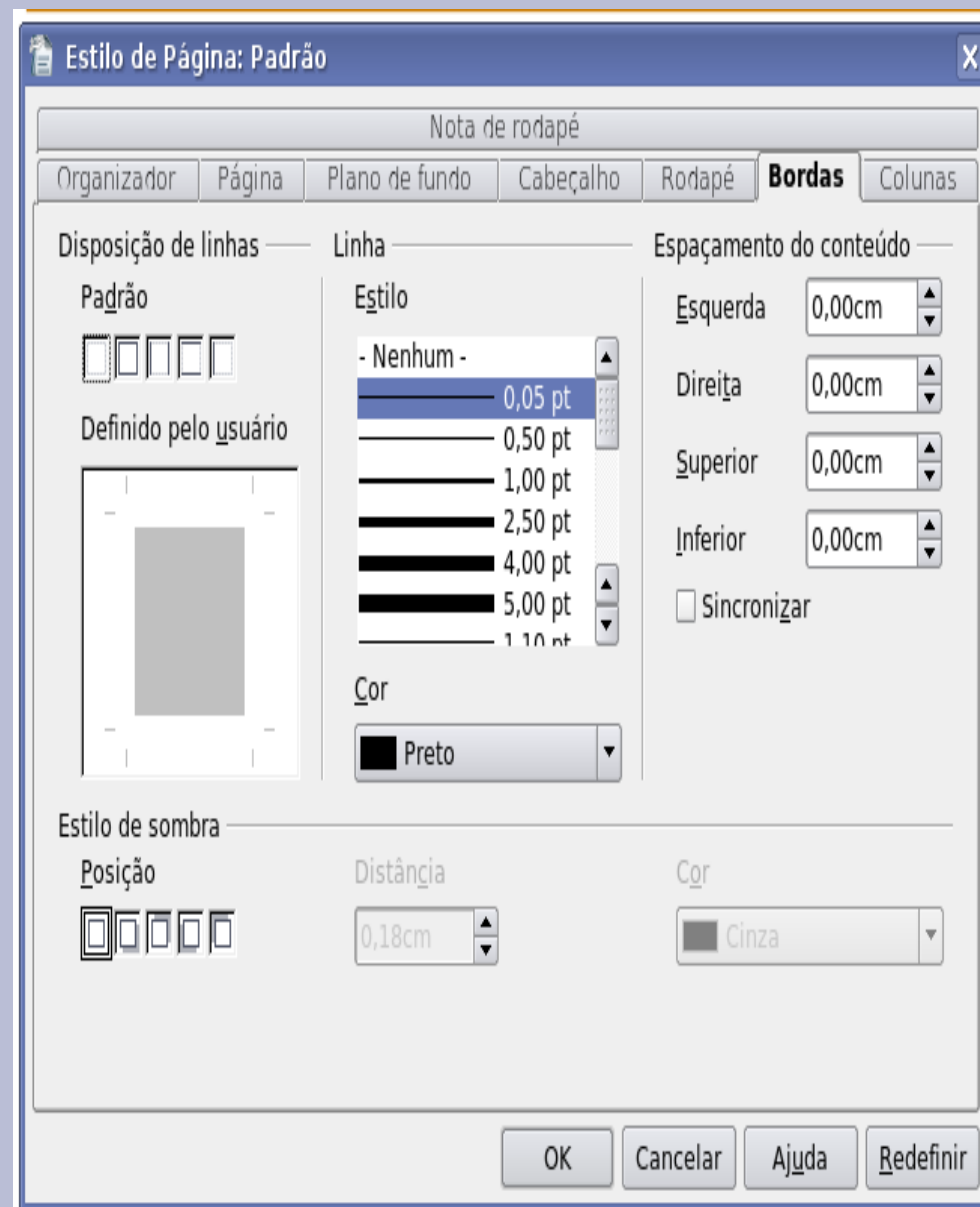 Estilo de Página: Padrão
Nota de rodapé
Organizador Página Plano de fundo Cabeçalho Rodapé Bordas Colunas
Disposição de linhas Linha Espaçamento do conteúdo
Padrão Estilo Esquerda 0,00cm
- Nenhum -
0,05 pt Direita 0,00cm
Definido pelo usuário 0,50 pt
1,00 pt Superior 0,00cm
2,50 pt
4,00 pt Inferior 0,00cm
5,00 pt Sincronizar
1,10 pt
Cor
Preto
Estilo de sombra
Posição Distância Cor
0,18cm Cinza
OK Cancelar Ajuda Redefinir